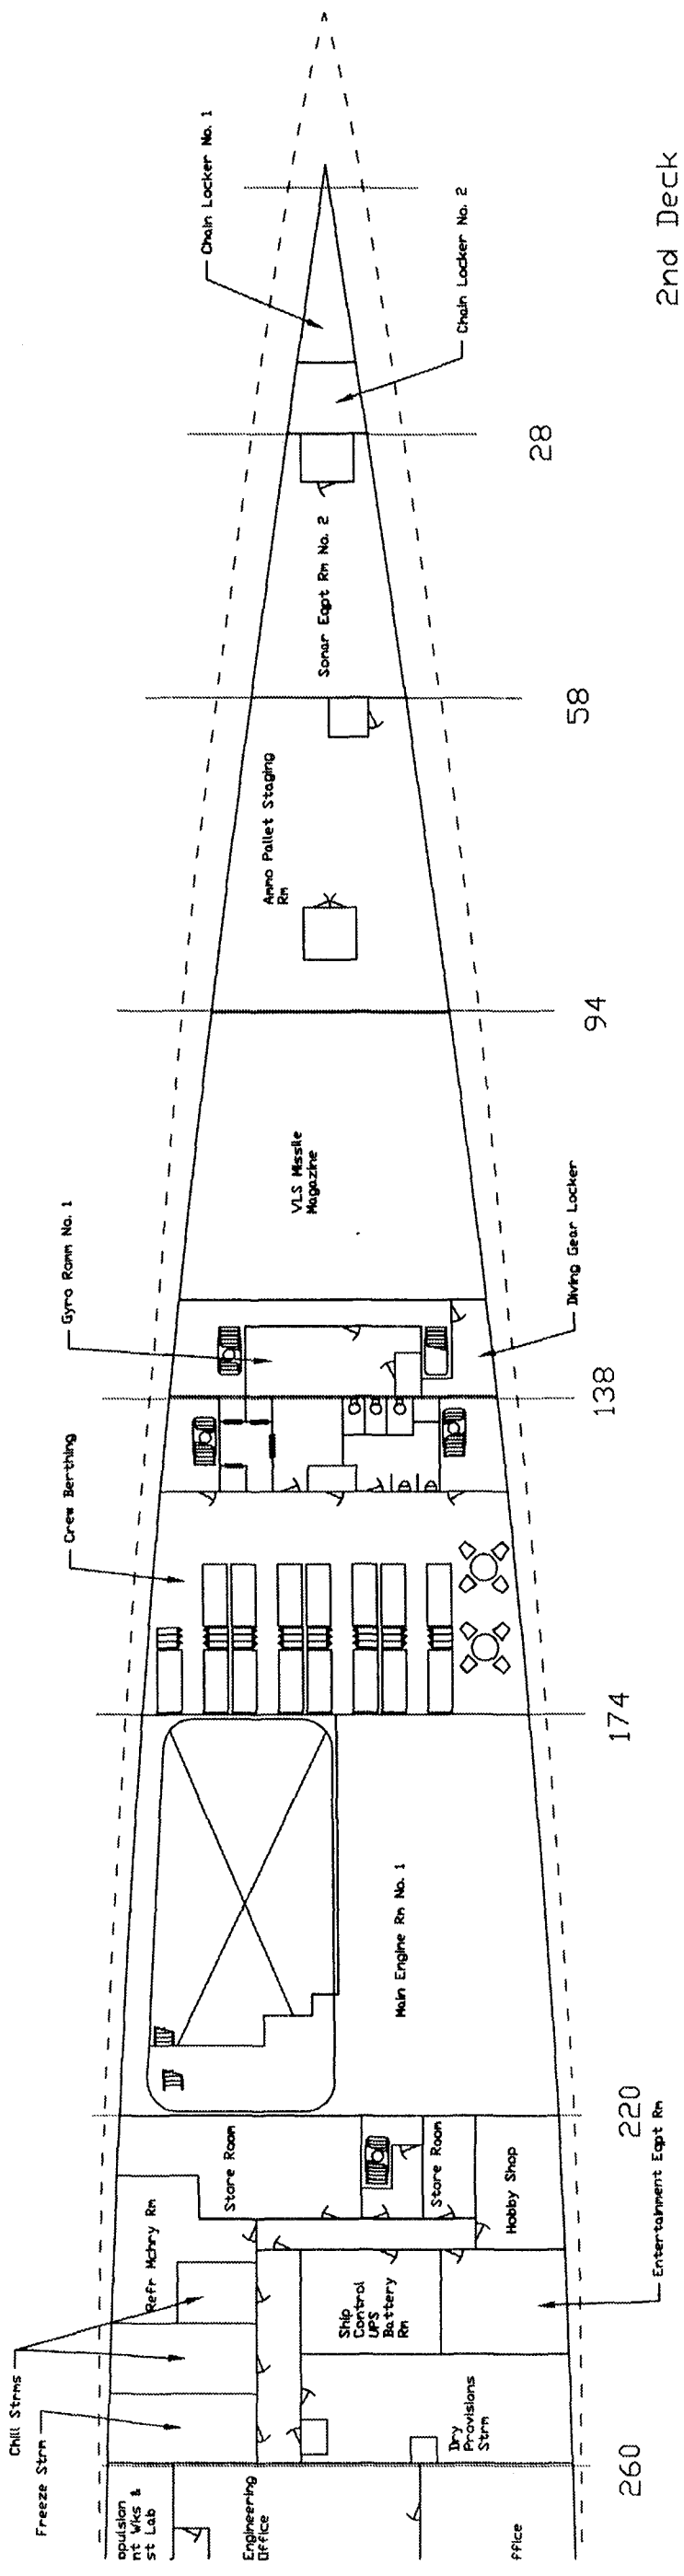 Chain Locker No. 1
Chain Locker No. 2
2nd Deck
28
Sonar Eqpt Rm No. 2
58
Ammo Pallet Staging
Rm
94
VLS Missile
Magazine
Gyro Romm No. 1
Diving Gear Locker
138
Crew Berthing
174
Main Engine Rm No. 1
220
Store Room
Store Room
Hobby Shop
Entertainment Eqpt Rm
Refr Mchry Rm
Ship
Control
UPS
Battery
Rm
Chill Strms
Freeze Strm
Dry
Provisions
Strm
260
opulsion
nt Wks &
st Lab
Engineering
Office
ffice